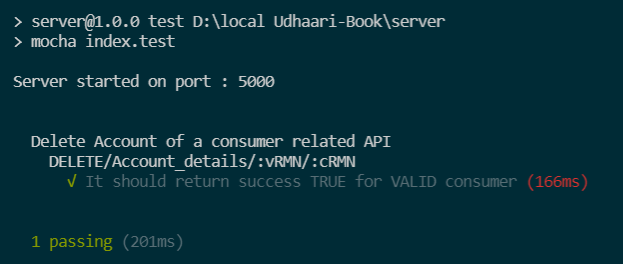 > server@1.0.0 test D:\local Udhaari-Book\server
> mocha index.test
Server started on port : 5000
Delete Account of a consumer related API
DELETE/Account_details/:vRMN/:cRMN
√ It should return success TRUE for VALID consumer (166ms)
1 passing (201ms)